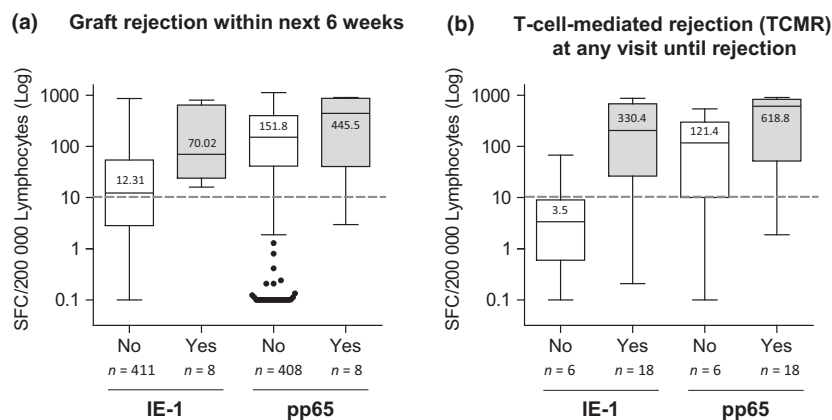 (a) Graft rejection within next 6 weeks
SFC/200 000 Lymphocytes (Log)
1000
100
10
1
0.1
12.31
70.02
151.8
445.5
No Yes No Yes
n = 411 n = 8 n = 408 n = 8
IE-1 pp65
(b) T-cell-mediated rejection (TCMR)
at any visit until rejection
SFC/200 000 Lymphocytes (Log)
1000
100
10
1
0.1
3.5
330.4
121.4
618.8
No Yes No Yes
n = 6 n = 18 n = 6 n = 18
IE-1 pp65